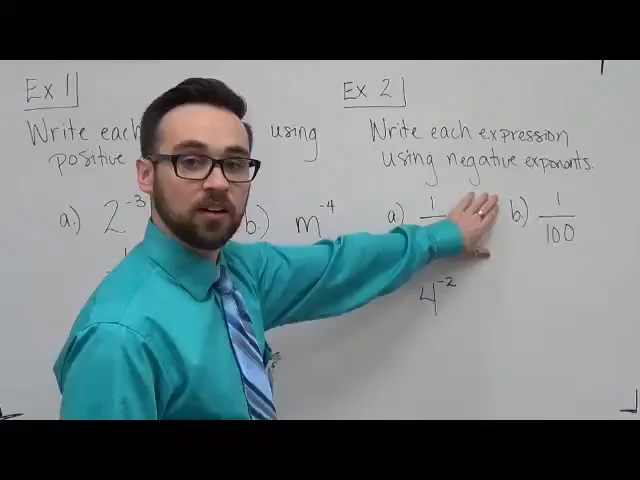 Ex 1
Write each using
positive
a.) 2^-3 b.) m^-4
1
Ex 2
Write each expression
using negative exponents.
a) 1 b.) 1/100
4^-2